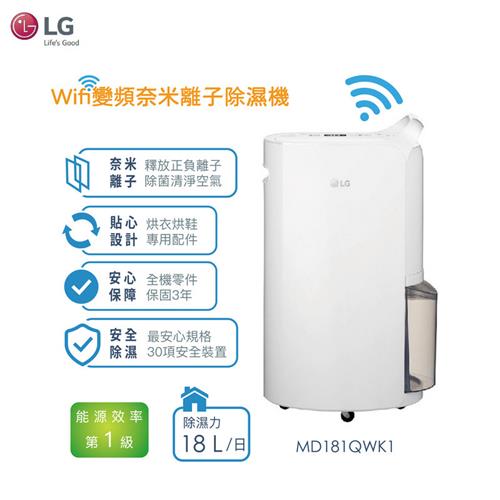 LG
Life's Good
Wifi變頻奈米離子除濕機
奈米
離子
釋放正負離子
除菌清淨空氣
貼心
設計
烘衣烘鞋
專用配件
安心
保障
全機零件
保固3年
安全
除濕
最安心規格
30項安全裝置
能源效率
第1級
除濕力
18L/日
LG
MD181QWK1